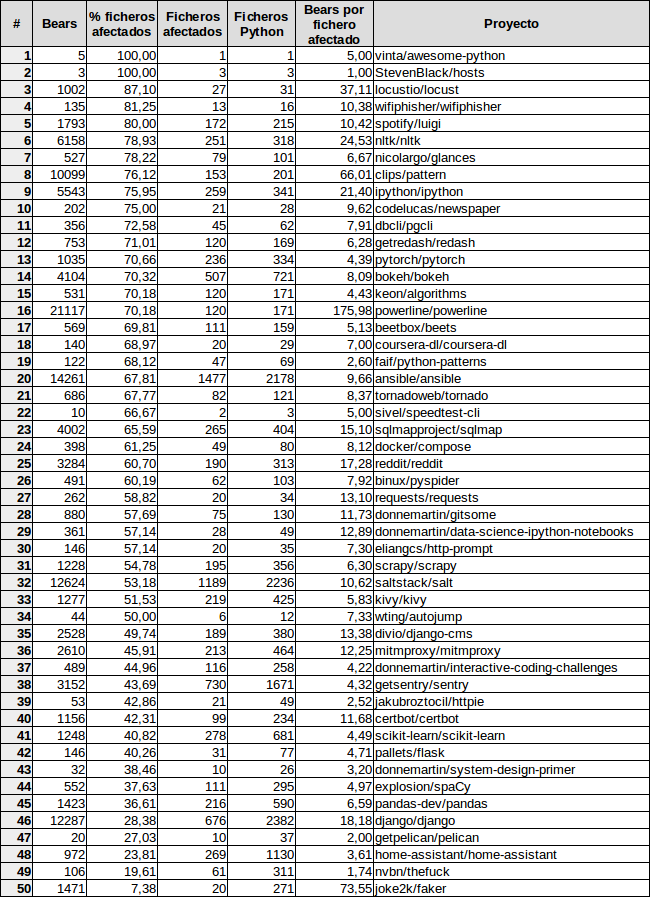 # Bears % ficheros afectados Ficheros afectados Ficheros Python Bears por fichero afectado Proyecto
1 5 100,00 1 1 5,00 vinta/awesome-python
2 3 100,00 3 3 1,00 StevenBlack/hosts
3 1002 87,10 27 31 37,11 locustio/locust
4 135 81,25 13 16 10,38 wifiphisher/wifiphisher
5 1793 80,00 172 215 10,42 spotify/luigi
6 6158 78,93 251 318 24,53 nltk/nltk
7 527 78,22 79 101 6,67 nicolargo/glances
8 10099 76,12 153 201 66,01 clips/pattern
9 5543 75,95 259 341 21,40 ipython/ipython
10 202 75,00 21 28 9,62 codelucas/newspaper
11 356 72,58 45 62 7,91 dbcli/pgcli
12 753 71,01 120 169 6,28 getredash/redash
13 1035 70,66 236 334 4,39 pytorch/pytorch
14 4104 70,32 507 721 8,09 bokeh/bokeh
15 531 70,18 120 171 4,43 keon/algorithms
16 21117 70,18 120 171 175,98 powerline/powerline
17 569 69,81 111 159 5,13 beetbox/beets
18 140 68,97 20 29 7,00 coursera-dl/coursera-dl
19 122 68,12 47 69 2,60 faif/python-patterns
20 14261 67,81 1477 2178 9,66 ansible/ansible
21 686 67,77 82 121 8,37 tornadoweb/tornado
22 10 66,67 2 3 5,00 sivel/speedtest-cli
23 4002 65,59 265 404 15,10 sqlmapproject/sqlmap
24 398 61,25 49 80 8,12 docker/compose
25 3284 60,70 190 313 17,28 reddit/reddit
26 491 60,19 62 103 7,92 binux/pyspider
27 262 58,82 20 34 13,10 requests/requests
28 880 57,69 75 130 11,73 donnemartin/gitsome
29 361 57,14 28 49 12,89 donnemartin/data-science-ipython-notebooks
30 146 57,14 20 35 7,30 eliangcs/http-prompt
31 1228 54,78 195 356 6,30 scrapy/scrapy
32 12624 53,18 1189 2236 10,62 saltstack/salt
33 1277 51,53 219 425 5,83 kivy/kivy
34 44 50,00 6 12 7,33 wting/autojump
35 2528 49,74 189 380 13,38 divio/django-cms
36 2610 45,91 213 464 12,25 mitmproxy/mitmproxy
37 489 44,96 116 258 4,22 donnemartin/interactive-coding-challenges
38 3152 43,69 730 1671 4,32 getsentry/sentry
39 53 42,86 21 49 2,52 jakubroztocil/httpie
40 1156 42,31 99 234 11,68 certbot/certbot
41 1248 40,82 278 681 4,49 scikit-learn/scikit-learn
42 146 40,26 31 77 4,71 pallets/flask
43 32 38,46 10 26 3,20 donnemartin/system-design-primer
44 552 37,63 111 295 4,97 explosion/spaCy
45 1423 36,61 216 590 6,59 pandas-dev/pandas
46 12287 28,38 676 2382 18,18 django/django
47 20 27,03 10 37 2,00 getpelican/pelican
48 972 23,81 269 1130 3,61 home-assistant/home-assistant
49 106 19,61 61 311 1,74 nvbn/thefuck
50 1471 7,38 20 271 73,55 joke2k/faker